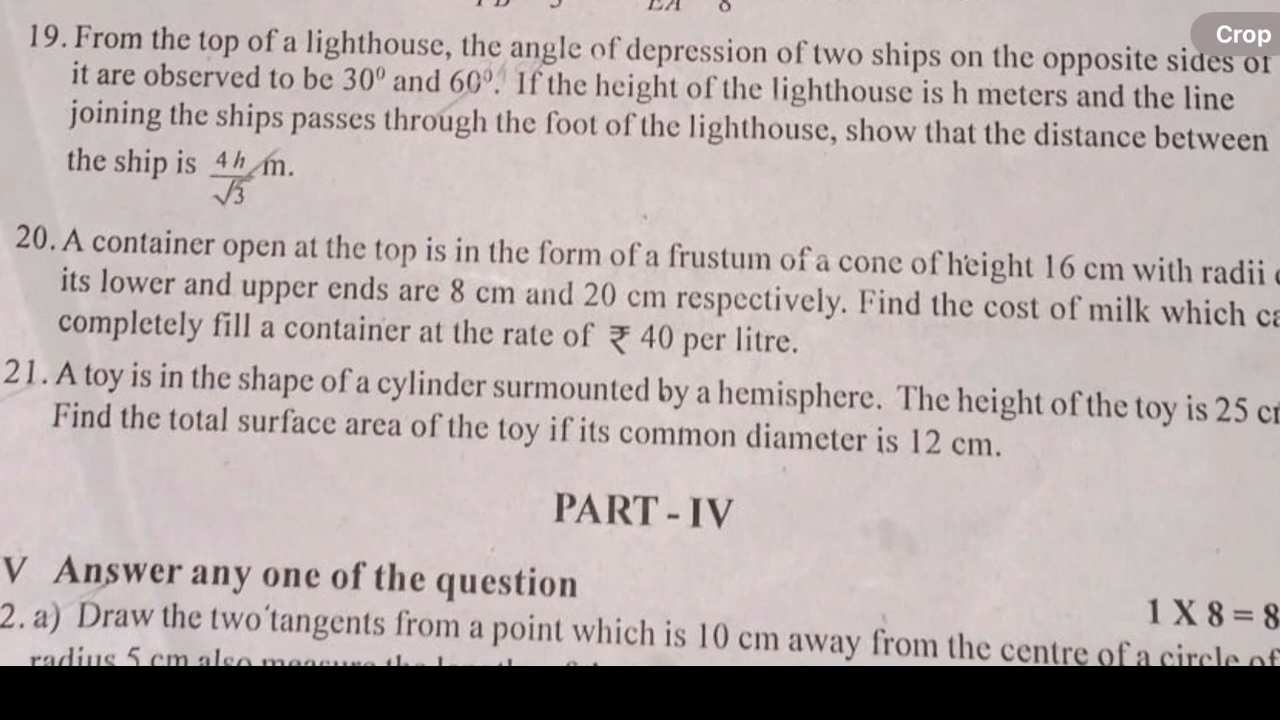 Crop
19. From the top of a lighthouse, the angle of depression of two ships on the opposite sides of
it are observed to be 30⁰ and 60⁰. If the height of the lighthouse is h meters and the line
joining the ships passes through the foot of the lighthouse, show that the distance between
the ship is 4h/√3 m.
20. A container open at the top is in the form of a frustum of a cone of height 16 cm with radii
its lower and upper ends are 8 cm and 20 cm respectively. Find the cost of milk which
completely fill a container at the rate of ₹ 40 per litre.
21. A toy is in the shape of a cylinder surmounted by a hemisphere. The height of the toy is 25
Find the total surface area of the toy if its common diameter is 12 cm.
PART - IV
V Answer any one of the question
1 X 8 = 8
2. a) Draw the two tangents from a point which is 10 cm away from the centre of a circle of
radius 5 cm also